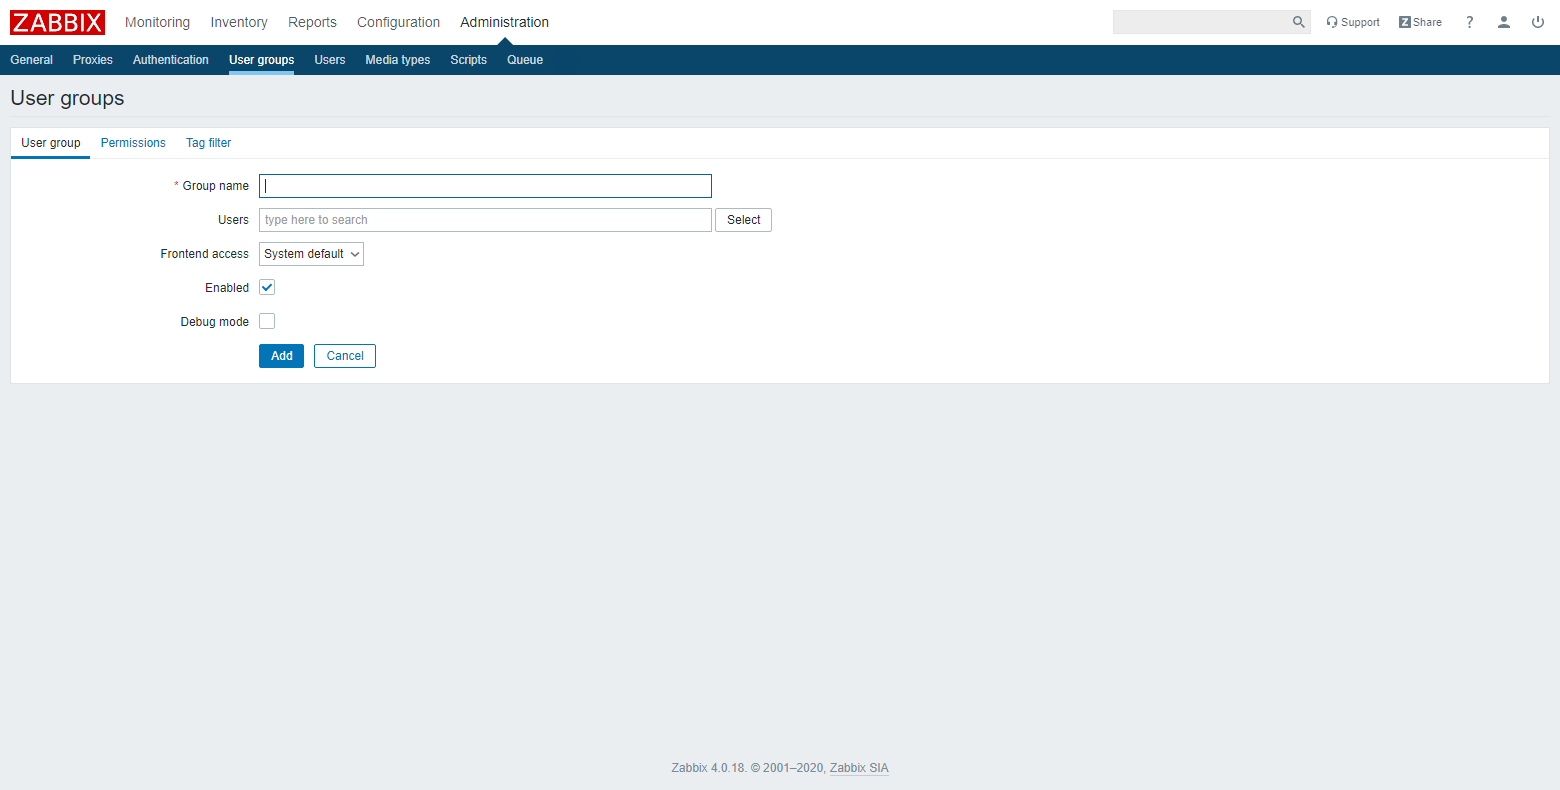 ZABBIX Monitoring Inventory Reports Configuration Administration Support Z Share ?
General Proxies Authentication User groups Users Media types Scripts Queue
User groups
User group Permissions Tag filter
* Group name
Users type here to search Select
Frontend access System default
Enabled
Debug mode
Add Cancel
Zabbix 4.0.18. © 2001–2020, Zabbix SIA